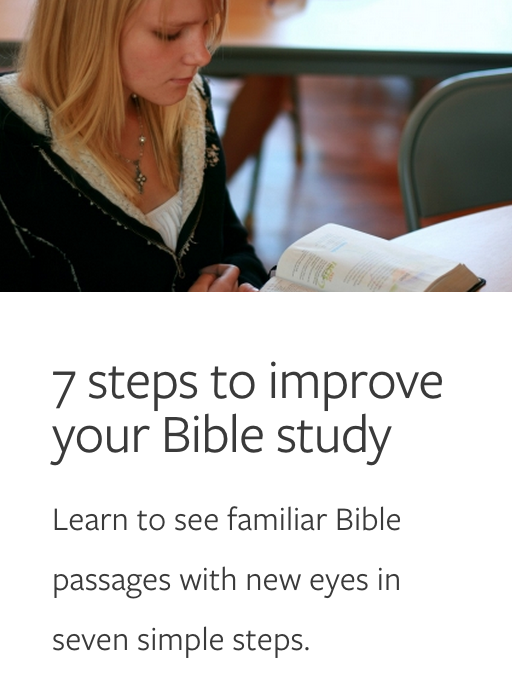 7 steps to improve
your Bible study
Learn to see familiar Bible
passages with new eyes in
seven simple steps.